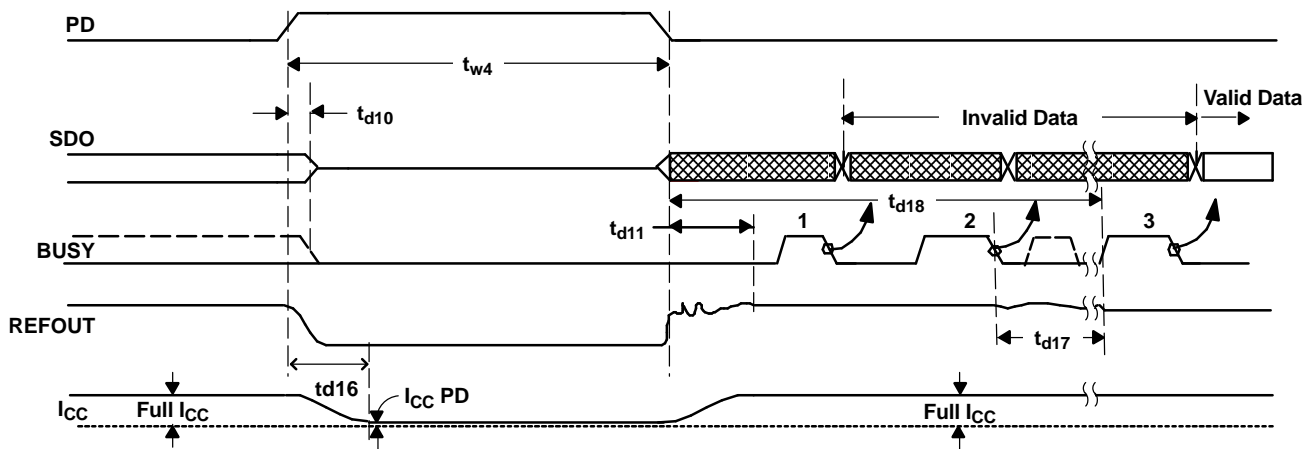 PD
tw4
td10
Valid Data
Invalid Data
SDO
td18
1
2
3
td11
BUSY
REFOUT
td17
td16
ICC PD
ICC
Full ICC
Full ICC